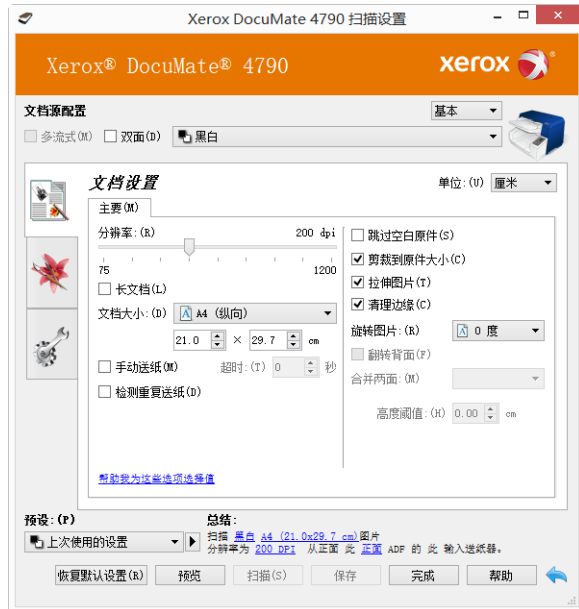 Xerox DocuMate 4790 扫描设置
Xerox® DocuMate® 4790
xerox
文档源配置
基本
多流式(M) 双面(D) 黑白
文档设置
单位:(U) 厘米
主要(M)
分辨率:(R) 200 dpi
75 1200
长文档(L)
文档大小:(D) A4 (纵向)
21.0 × 29.7 cm
手动送纸(M) 超时:(T) 0 秒
检测重复送纸(D)
帮助我为这些选项选择值
跳过空白原件(S)
剪裁到原件大小(C)
拉伸图片(T)
清理边缘(C)
旋转图片:(R) 0 度
翻转背面(F)
合并两面:(M)
高度阈值:(H) 0.00 cm
预设:(P)
上次使用的设置
总结:
扫描 黑白 A4 (21.0x29.7 cm)图片
分辨率为 200 DPI 从正面 此 正面 ADF 的 此 输入送纸器。
恢复默认设置(R) 预览 扫描(S) 保存 完成 帮助